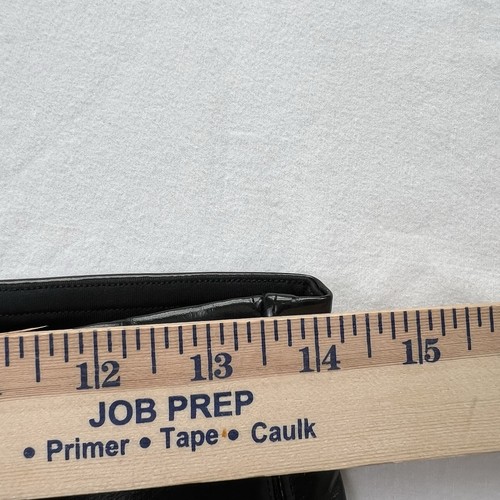 12 13 14 15
JOB PREP
• Primer • Tape • Caulk